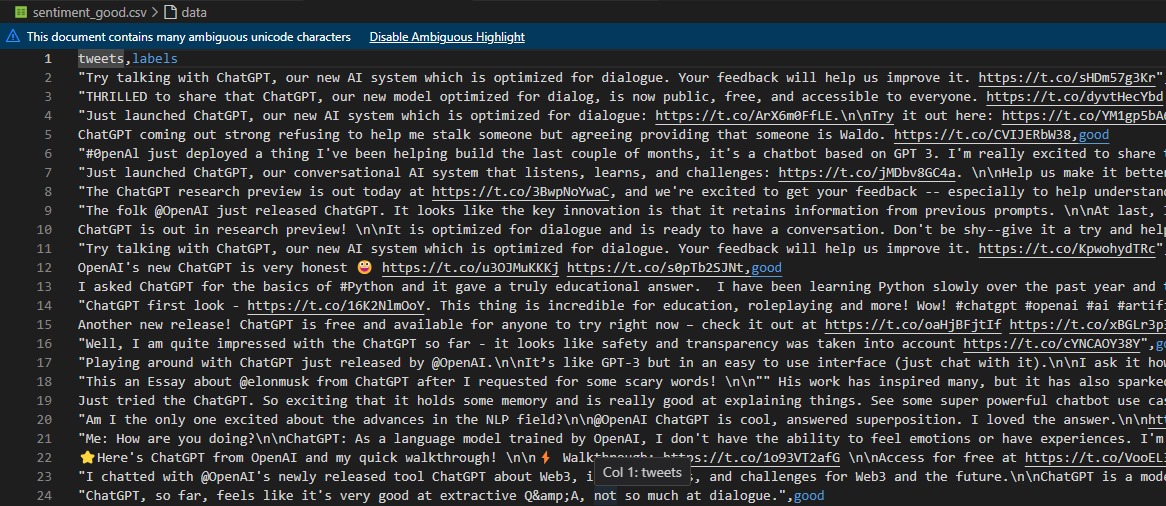 sentiment_good.csv > data
This document contains many ambiguous unicode characters Disable Ambiguous Highlight
1 tweets,labels
2 "Try talking with ChatGPT, our new AI system which is optimized for dialogue. Your feedback will help us improve it. https://t.co/sHDm57g3Kr"
3 "THRILLED to share that ChatGPT, our new model optimized for dialog, is now public, free, and accessible to everyone. https://t.co/dyvtHecYbd
4 "Just launched ChatGPT, our new AI system which is optimized for dialogue: https://t.co/ArX6m0FfLE.\n\nTry it out here: https://t.co/YM1gp5bA
5 ChatGPT coming out strong refusing to help me stalk someone but agreeing providing that someone is Waldo. https://t.co/CVIJERbW38,good
6 "#OpenAl just deployed a thing I've been helping build the last couple of months, it's a chatbot based on GPT 3. I'm really excited to share
7 "Just launched ChatGPT, our conversational AI system that listens, learns, and challenges: https://t.co/jMDbv8GC4a. \n\nHelp us make it better
8 "The ChatGPT research preview is out today at https://t.co/3BwpNoYwaC, and we're excited to get your feedback -- especially to help understan
9 "The folk @OpenAI just released ChatGPT. It looks like the key innovation is that it retains information from previous prompts. \n\nAt last,
10 ChatGPT is out in research preview! \n\nIt is optimized for dialogue and is ready to have a conversation. Don't be shy--give it a try and help
11 "Try talking with ChatGPT, our new AI system which is optimized for dialogue. Your feedback will help us improve it. https://t.co/KpwohydTRc"
12 OpenAI's new ChatGPT is very honest 😀 https://t.co/u3OJMuKKKj https://t.co/s0pTb2SJNt,good
13 I asked ChatGPT for the basics of #Python and it gave a truly educational answer.  I have been learning Python slowly over the past year and
14 "ChatGPT first look - https://t.co/16K2NlmOoY. This thing is incredible for education, roleplaying and more! Wow! #chatgpt #openai #ai #artif
15 Another new release! ChatGPT is free and available for anyone to try right now – check it out at https://t.co/oaHjBFjtIf https://t.co/xBGLr3p
16 "Well, I am quite impressed with the ChatGPT so far - it looks like safety and transparency was taken into account https://t.co/cYNCAOY38Y",go
17 "Playing around with ChatGPT just released by @OpenAI.\n\nIt’s like GPT-3 but in an easy to use interface (just chat with it).\n\nI ask it how
18 "This an Essay about @elonmusk from ChatGPT after I requested for some scary words! \n\n"" His work has inspired many, but it has also sparked
19 Just tried the ChatGPT. So exciting that it holds some memory and is really good at explaining things. See some super powerful chatbot use cas
20 "Am I the only one excited about the advances in the NLP field?\n\n@OpenAI ChatGPT is cool, answered superposition. I loved the answer.\n\nhtt
21 "Me: How are you doing?\n\nChatGPT: As a language model trained by OpenAI, I don't have the ability to feel emotions or have experiences. I'm
22 ⭐Here's ChatGPT from OpenAI and my quick walkthrough! \n\n⚡ Walkthrough: https://t.co/1o93VT2afG \n\nAccess for free at https://t.co/VooEL
Col 1: tweets
23 "I chatted with @OpenAI's newly released tool ChatGPT about Web3, i s, and challenges for Web3 and the future.\n\nChatGPT is a mod
24 "ChatGPT, so far, feels like it's very good at extractive Q&amp;A, not so much at dialogue.",good